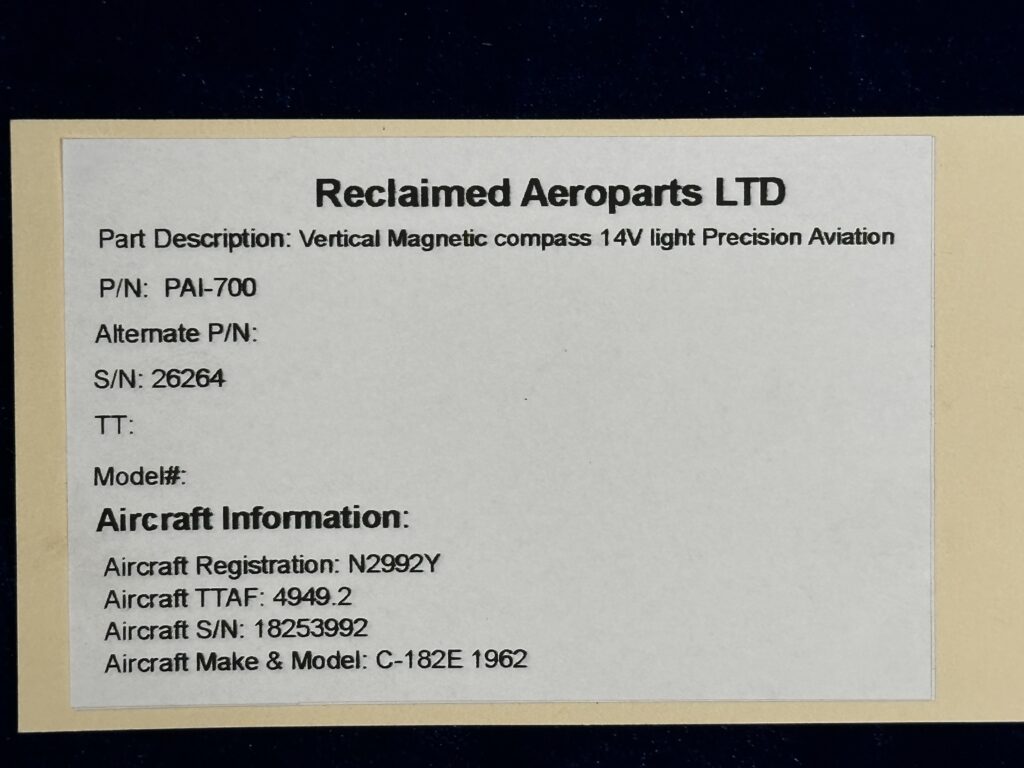 Reclaimed Aeroparts LTD
Part Description: Vertical Magnetic compass 14V light Precision Aviation
P/N: PAI-700
Alternate P/N:
S/N: 26264
TT:
Model#:
Aircraft Information:
Aircraft Registration: N2992Y
Aircraft TTAF: 4949.2
Aircraft S/N: 18253992
Aircraft Make & Model: C-182E 1962